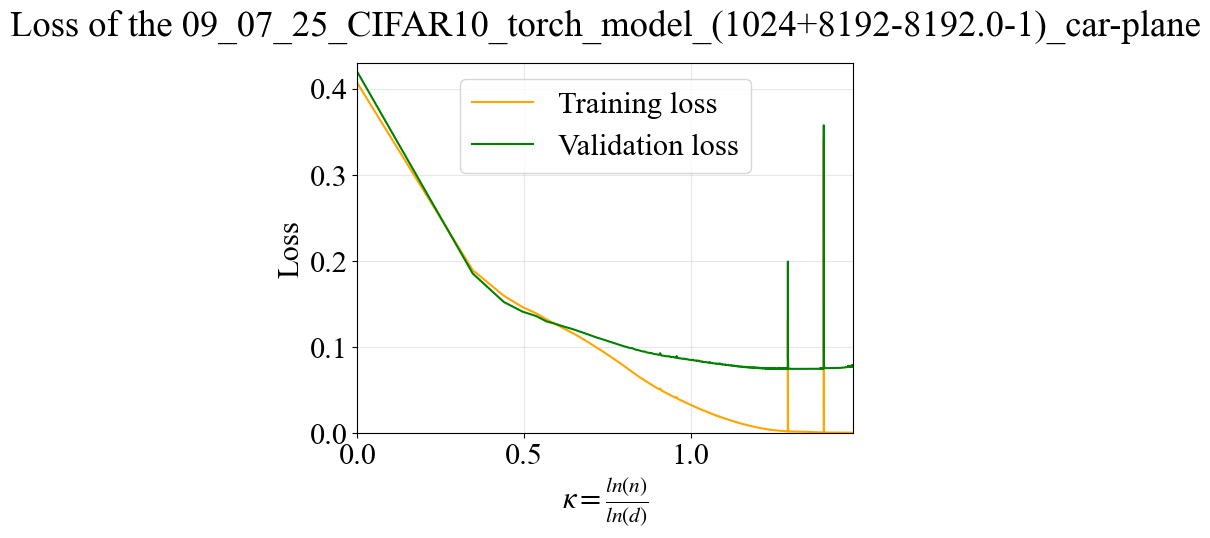 Loss of the 09_07_25_CIFAR10_torch_model_(1024+8192-8192.0-1)_car-plane
0.4
0.3
0.2
0.1
0.0
Loss
Training loss
Validation loss
0.0 0.5 1.0
κ = ln(n)/ln(d)